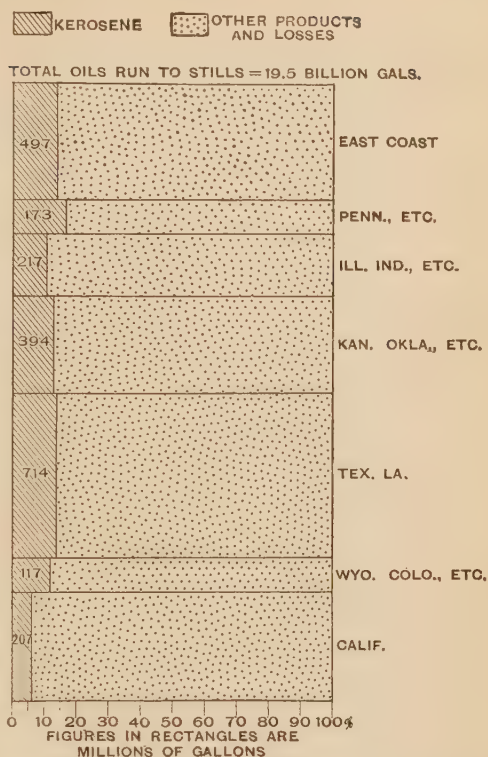 KEROSENE
OTHER PRODUCTS
AND LOSSES
TOTAL OILS RUN TO STILLS = 19.5 BILLION GALS.
497 EAST COAST
173 PENN., ETC.
217 ILL. IND., ETC.
394 KAN. OKLA., ETC.
714 TEX. LA.
117 WYO. COLO., ETC.
207 CALIF.
0 10 20 30 40 50 60 70 80 90 100%
FIGURES IN RECTANGLES ARE
MILLIONS OF GALLONS